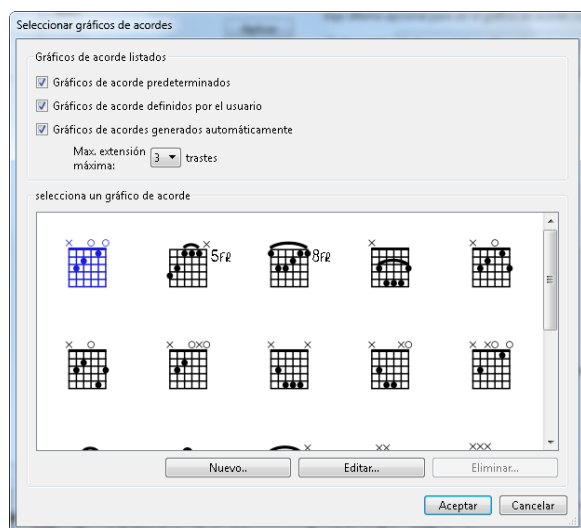 Seleccionar gráficos de acordes
Gráficos de acorde listados
Gráficos de acorde predeterminados
Gráficos de acorde definidos por el usuario
Gráficos de acordes generados automáticamente
Max. extensión máxima: 3 trastes
selecciona un gráfico de acorde
× ○ ○
× 5FR
8FR
×
× ○
× ○
× ○×○
× ×
× ×○
× ×○ ○
× ×× ×××
Nuevo.. Editar... Eliminar...
Aceptar Cancelar